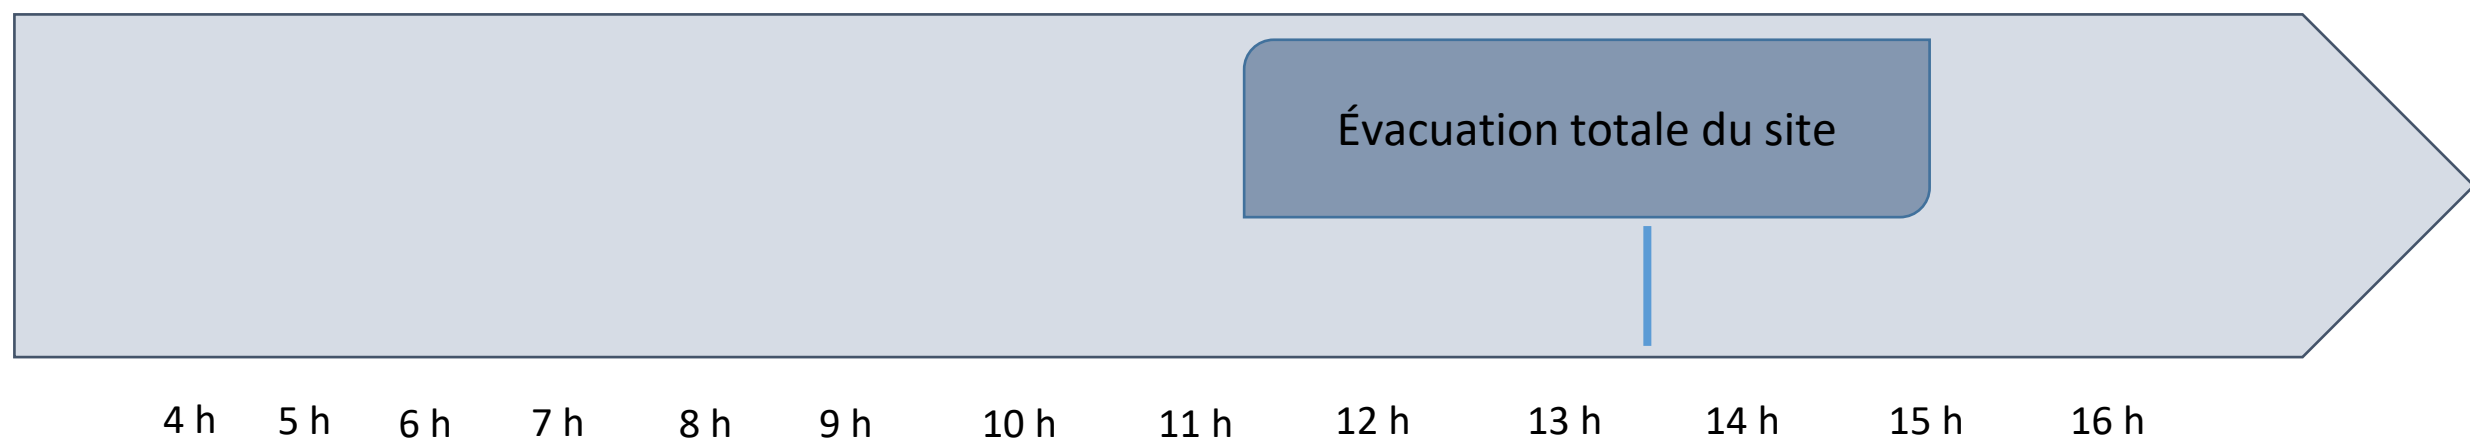 Évacuation totale du site
4 h 5 h 6 h 7 h 8 h 9 h 10 h 11 h 12 h 13 h 14 h 15 h 16 h